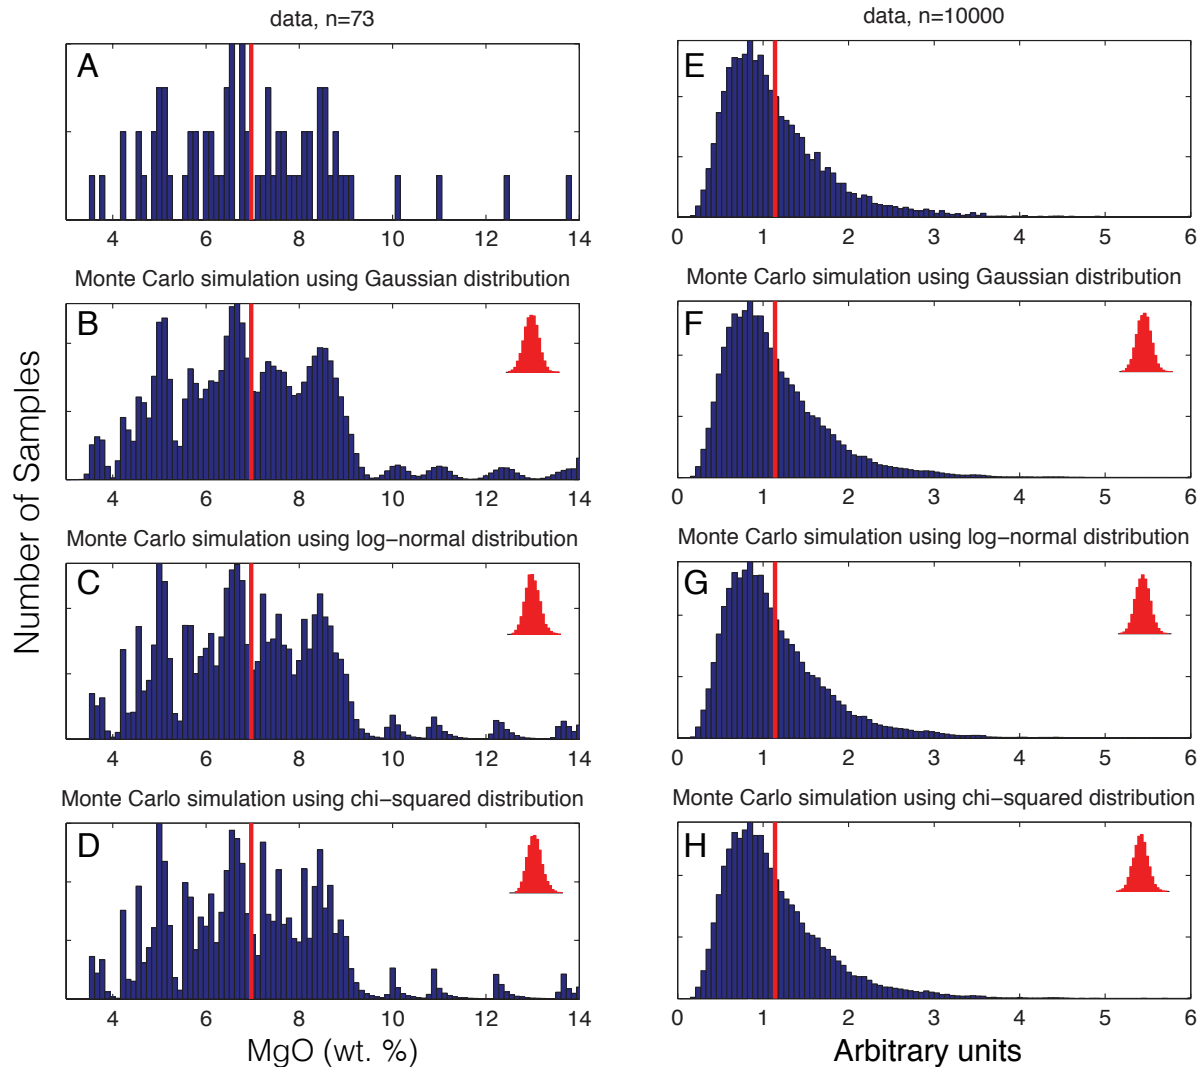 data, n=73
A
4 6 8 10 12 14
Monte Carlo simulation using Gaussian distribution
B
4 6 8 10 12 14
Monte Carlo simulation using log−normal distribution
C
4 6 8 10 12 14
Monte Carlo simulation using chi−squared distribution
D
4 6 8 10 12 14
MgO (wt. %)
Number of Samples
data, n=10000
E
0 1 2 3 4 5 6
Monte Carlo simulation using Gaussian distribution
F
0 1 2 3 4 5 6
Monte Carlo simulation using log−normal distribution
G
0 1 2 3 4 5 6
Monte Carlo simulation using chi−squared distribution
H
0 1 2 3 4 5 6
Arbitrary units